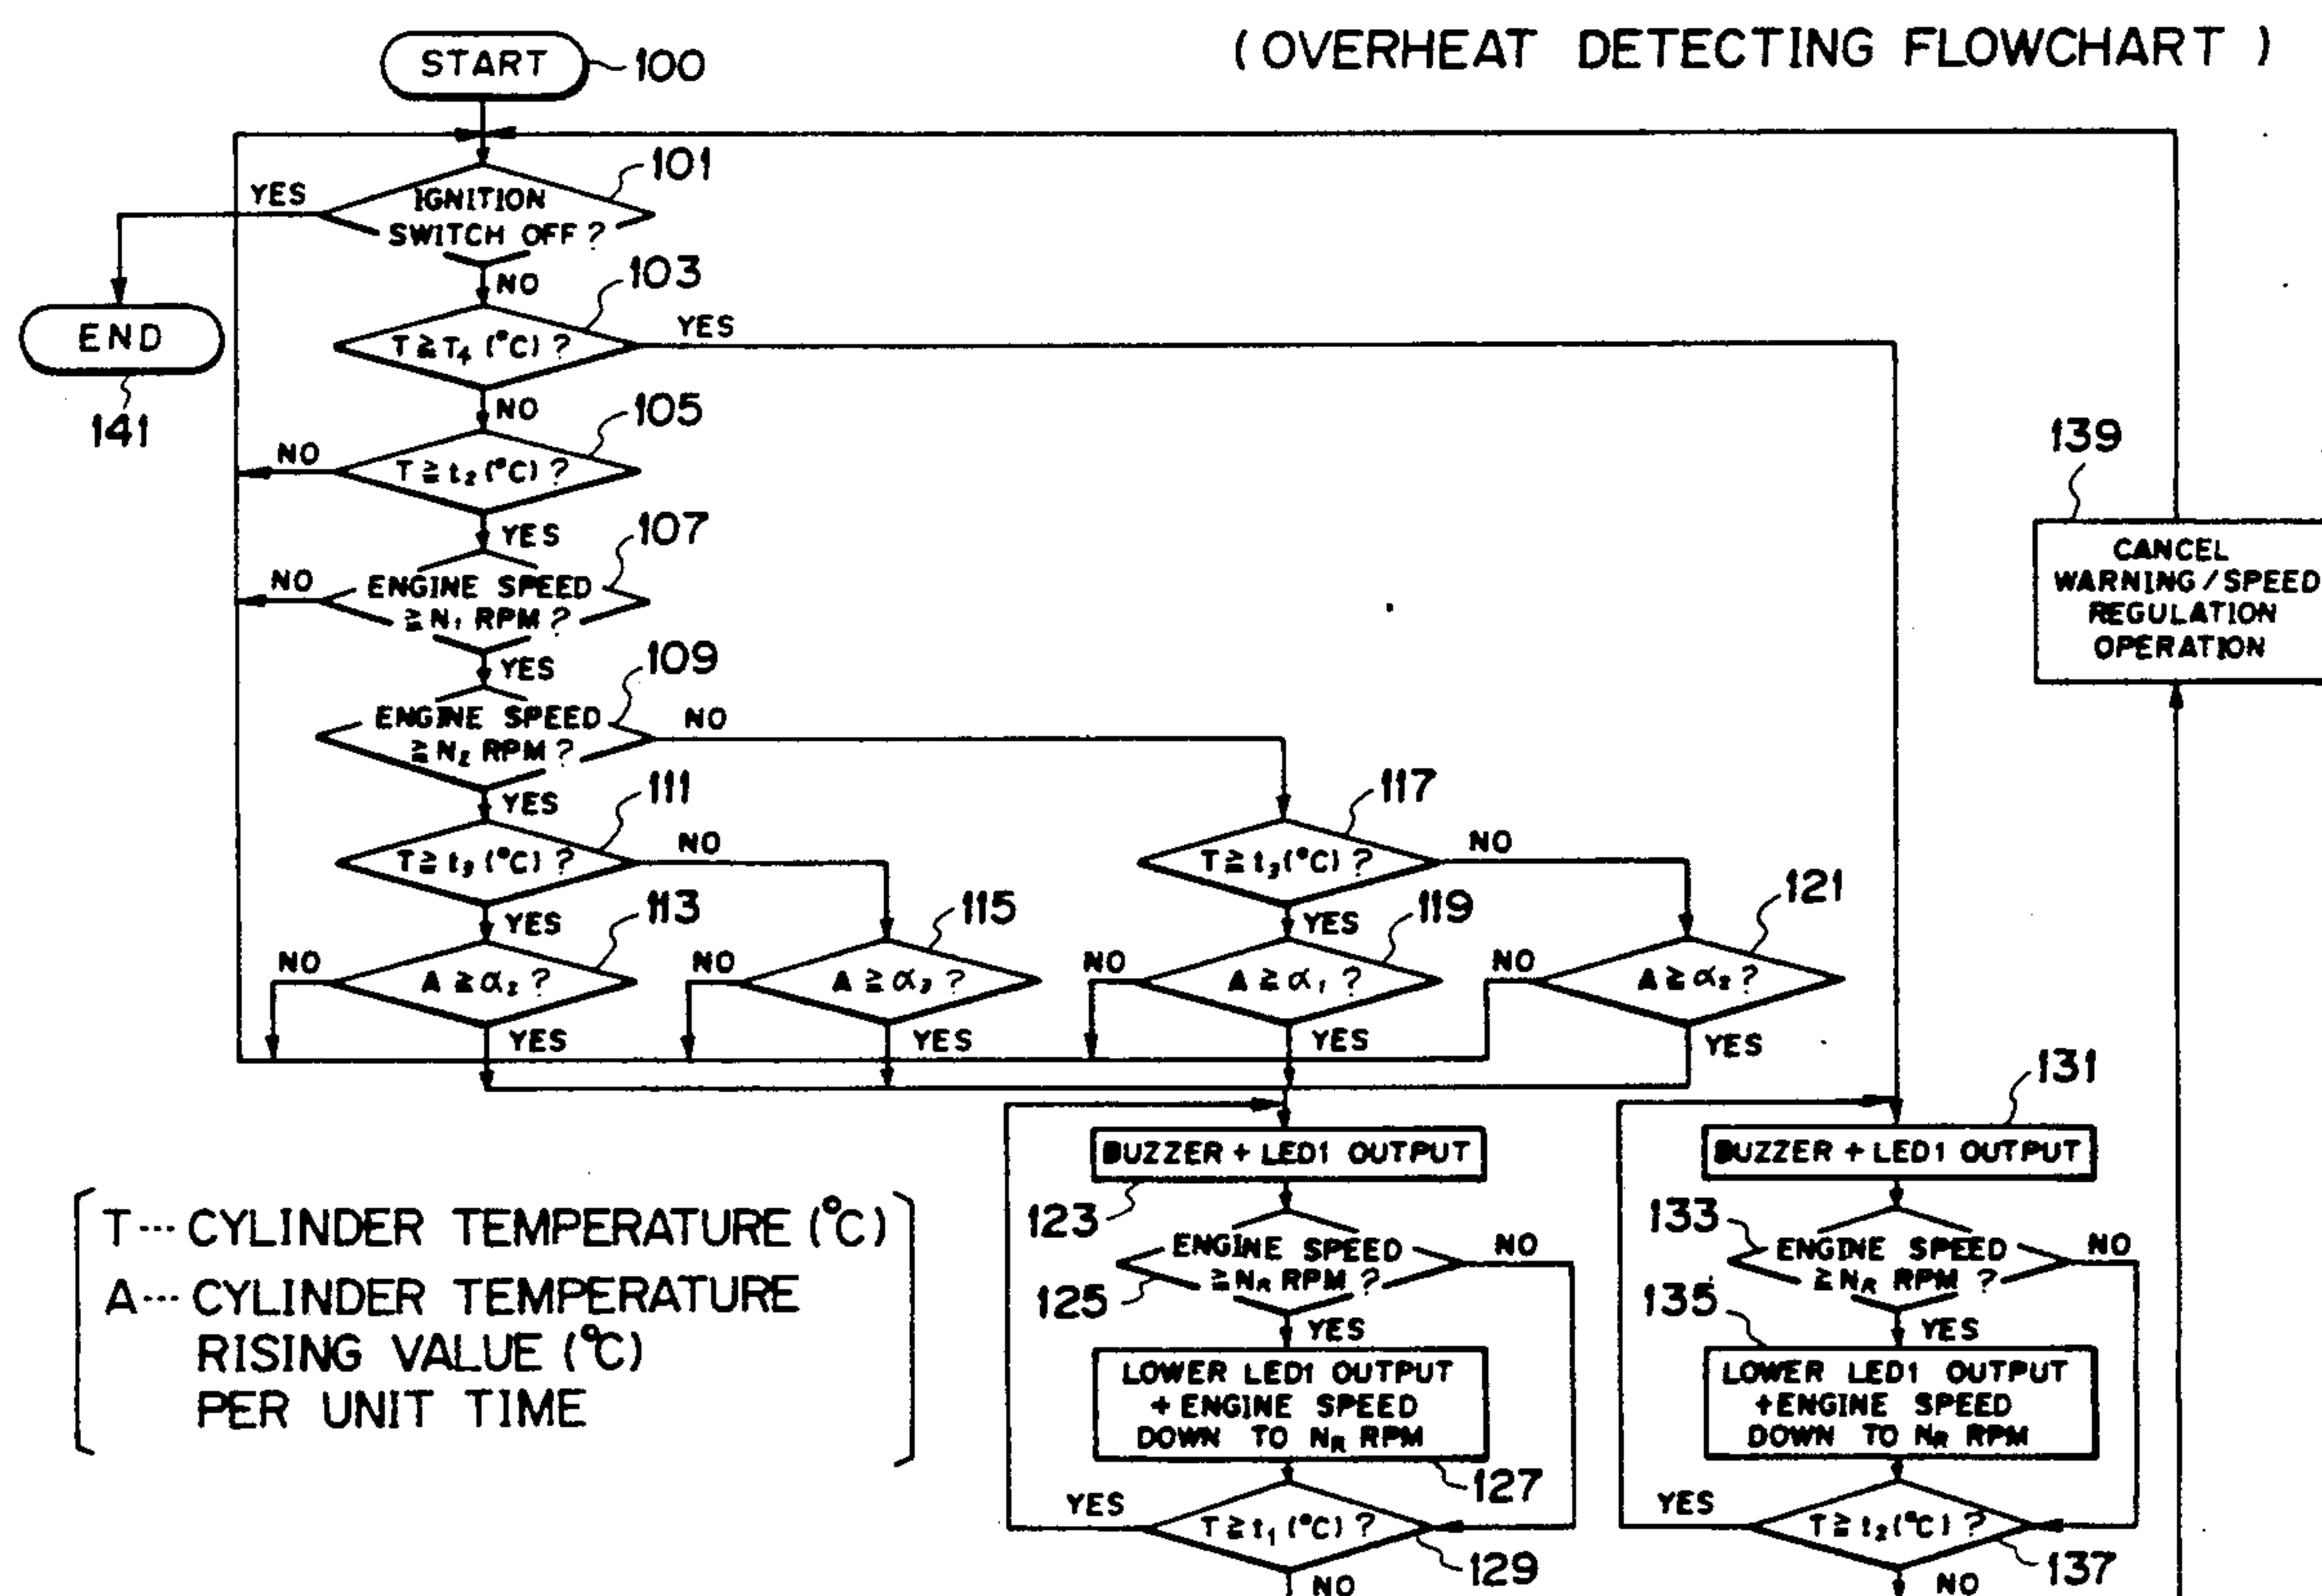 ( OVERHEAT DETECTING FLOWCHART )
START
100
101
YES
IGNITION
SWITCH OFF ?
NO
103
END
141
T ≧ T₄ (°C) ?
YES
NO
105
NO
T ≧ t₂ (°C) ?
YES
107
NO
ENGINE SPEED
≧ N₁ RPM ?
YES
109
ENGINE SPEED
≧ N₂ RPM ?
NO
YES
139
CANCEL
WARNING / SPEED
REGULATION
OPERATION
111
T ≧ t₃ (°C) ?
NO
YES
117
T ≧ t₃ (°C) ?
NO
YES
113
NO
A ≧ α₂ ?
YES
115
NO
A ≧ α₃ ?
YES
119
NO
A ≧ α₁ ?
YES
121
NO
A ≧ α₂ ?
YES
BUZZER + LED1 OUTPUT
123
ENGINE SPEED
≧ N_R RPM ?
NO
125
YES
LOWER LED1 OUTPUT
+ ENGINE SPEED
DOWN TO N_R RPM
127
YES
T ≧ t₁ (°C) ?
129
NO
131
BUZZER + LED1 OUTPUT
133
ENGINE SPEED
≧ N_R RPM ?
NO
135
YES
LOWER LED1 OUTPUT
+ENGINE SPEED
DOWN TO N_R RPM
YES
T ≧ t₂ (°C) ?
137
NO
T --- CYLINDER TEMPERATURE (°C)
A --- CYLINDER TEMPERATURE
RISING VALUE (°C)
PER UNIT TIME